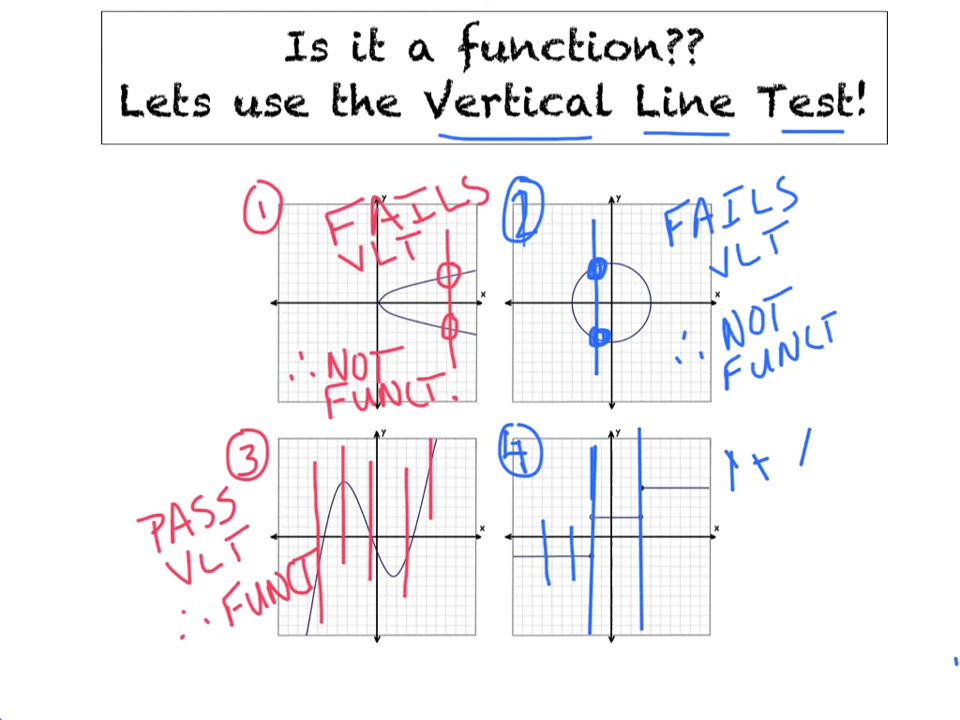 Is it a function??
Lets use the Vertical Line Test!
1
FAILS
VLT
∴ NOT
FUNCT.
y
x
2
FAILS
VLT
∴ NOT
FUNCT
y
x
3
PASS
VLT
∴ FUNCT
y
x
4
y
x